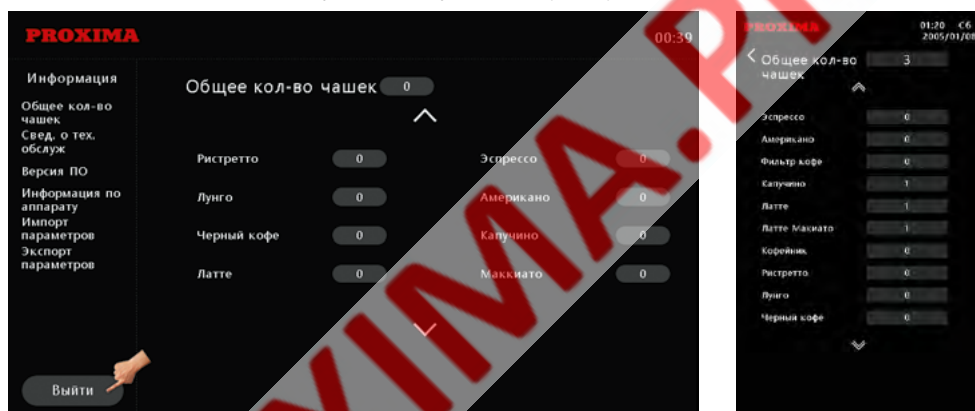 PROXIMA
00:39
Информация
Общее кол-во
чашек
Свед. о тех.
обслуж
Версия ПО
Информация по
аппарату
Импорт
параметров
Экспорт
параметров
Выйти
Общее кол-во чашек 0
Ристретто 0 Эспрессо 0
Лунго 0 Американо 0
Черный кофе 0 Капучино 0
Латте 0 Маккиато 0
XIMA.P
PROXIMA
01:20 C6
2005/01/08
Общее кол-во 3
чашек
Эспрессо 0
Американо 0
Фильтр кофе 0
Капучино 1
Латте 1
Латте Макиато 1
Кофейник 0
Ристретто 0
Лунго 0
Черный кофе 0